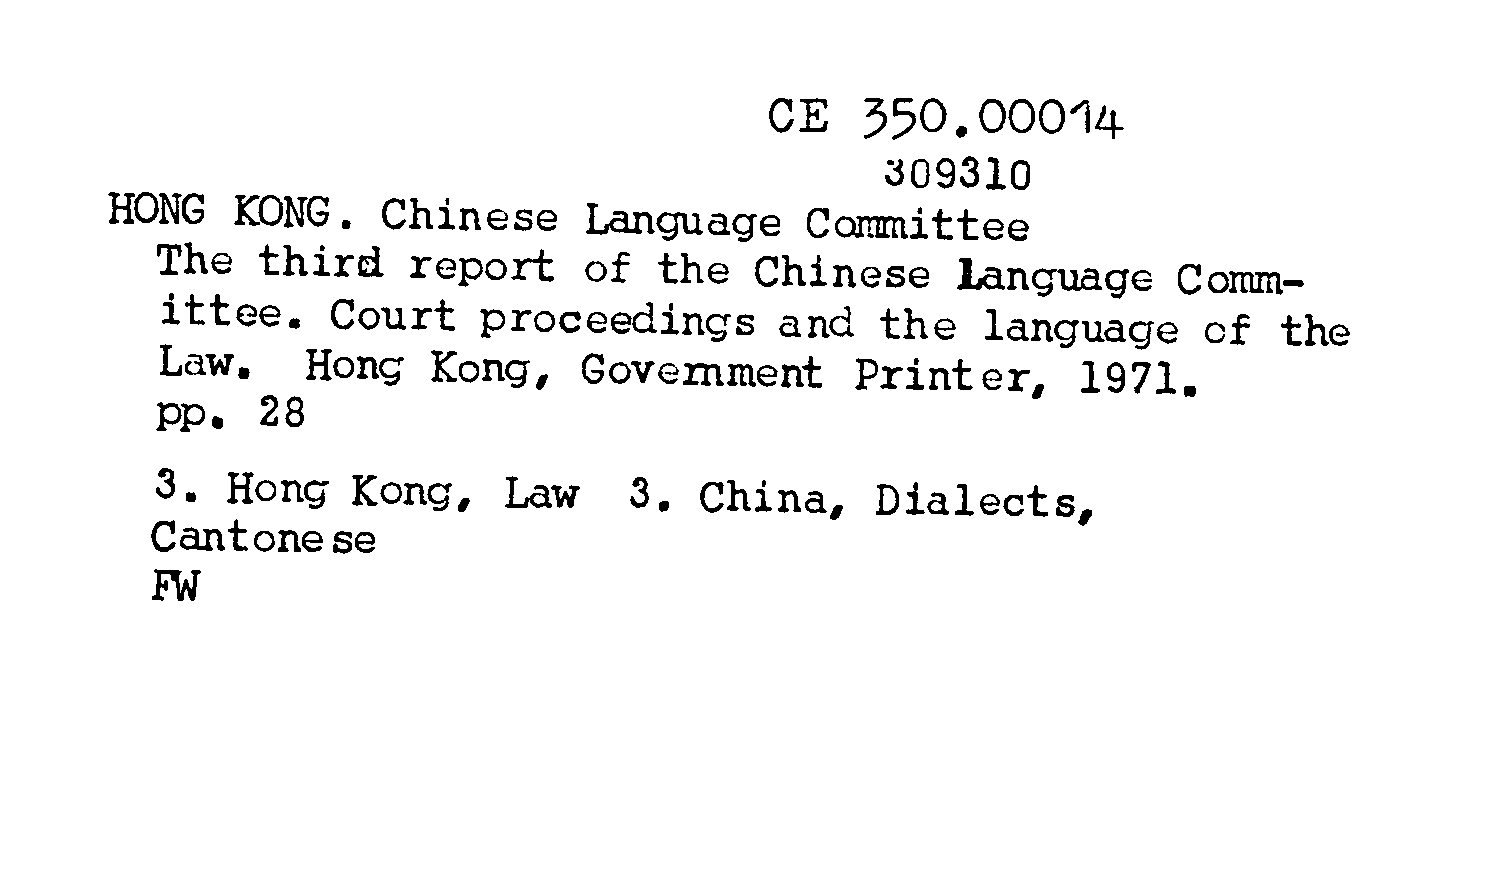 CE 350.00014
309310
HONG KONG. Chinese Language Committee
The third report of the Chinese Language Comm-
ittee. Court proceedings and the language of the
Law. Hong Kong, Government Printer, 1971.
pp. 28
3. Hong Kong, Law 3. China, Dialects,
Cantonese
FW